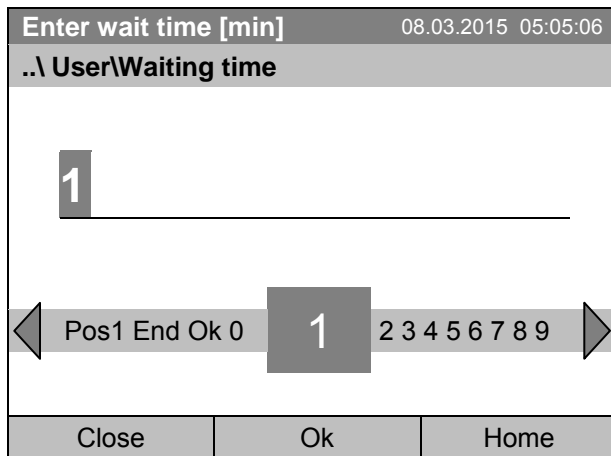 Enter wait time [min] 08.03.2015 05:05:06
..\ User\Waiting time
1
Pos1 End Ok 0 1 2 3 4 5 6 7 8 9
Close Ok Home